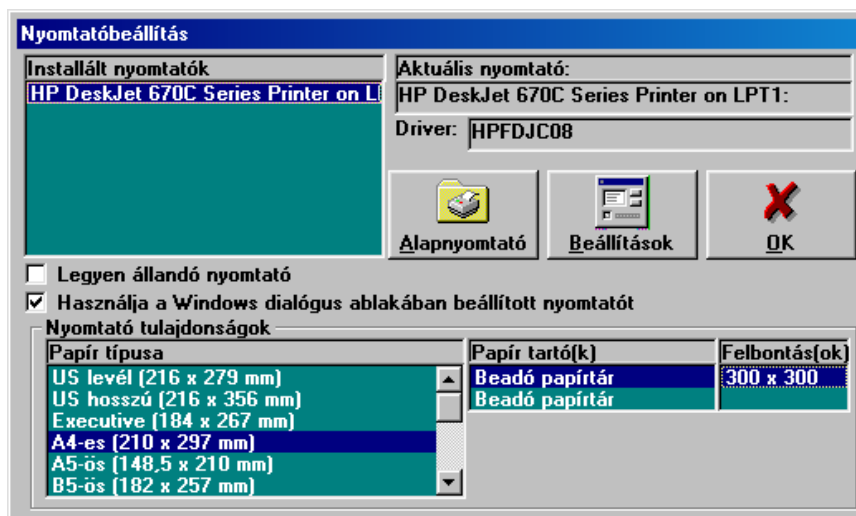 Nyomtatóbeállítás
Installált nyomtatók
HP DeskJet 670C Series Printer on L
Aktuális nyomtató:
HP DeskJet 670C Series Printer on LPT1:
Driver: HPFDJC08
Alapnyomtató
Beállítások
OK
Legyen állandó nyomtató
Használja a Windows dialógus ablakában beállított nyomtatót
Nyomtató tulajdonságok
Papír típusa
US levél (216 x 279 mm)
US hosszú (216 x 356 mm)
Executive (184 x 267 mm)
A4-es (210 x 297 mm)
A5-ös (148,5 x 210 mm)
B5-ös (182 x 257 mm)
Papír tartó(k)
Beadó papírtár
Beadó papírtár
Felbontás(ok)
300 x 300